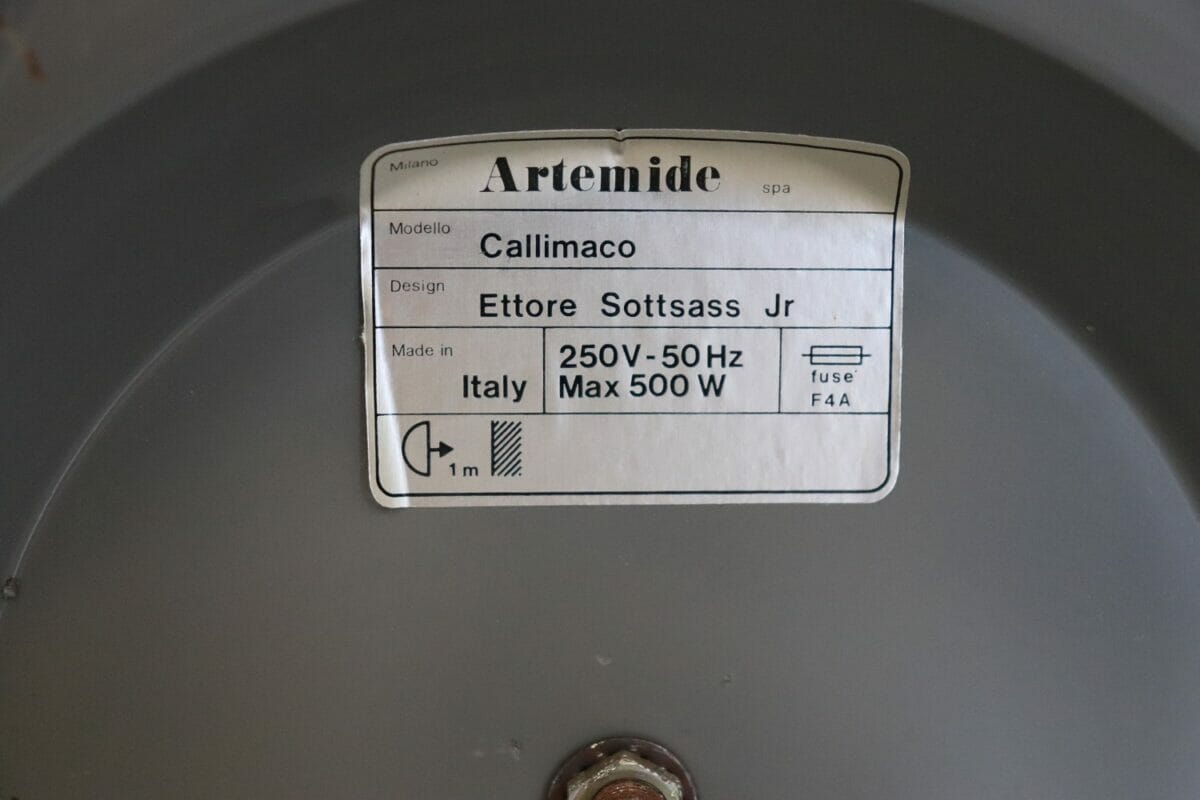 Milano Artemide spa
Modello Callimaco
Design Ettore Sottsass Jr
Made in Italy
250V-50Hz
Max 500 W
fuse
F4A
1m